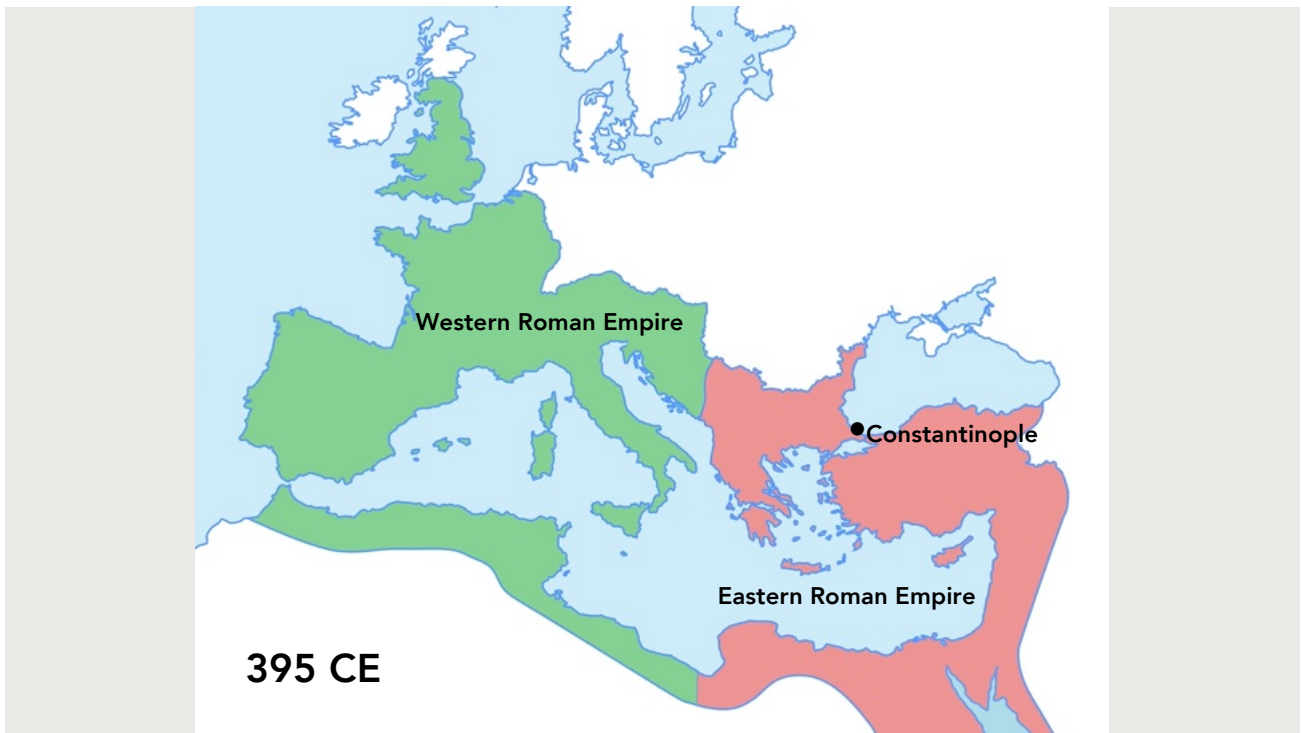 Western Roman Empire
Constantinople
Eastern Roman Empire
395 CE